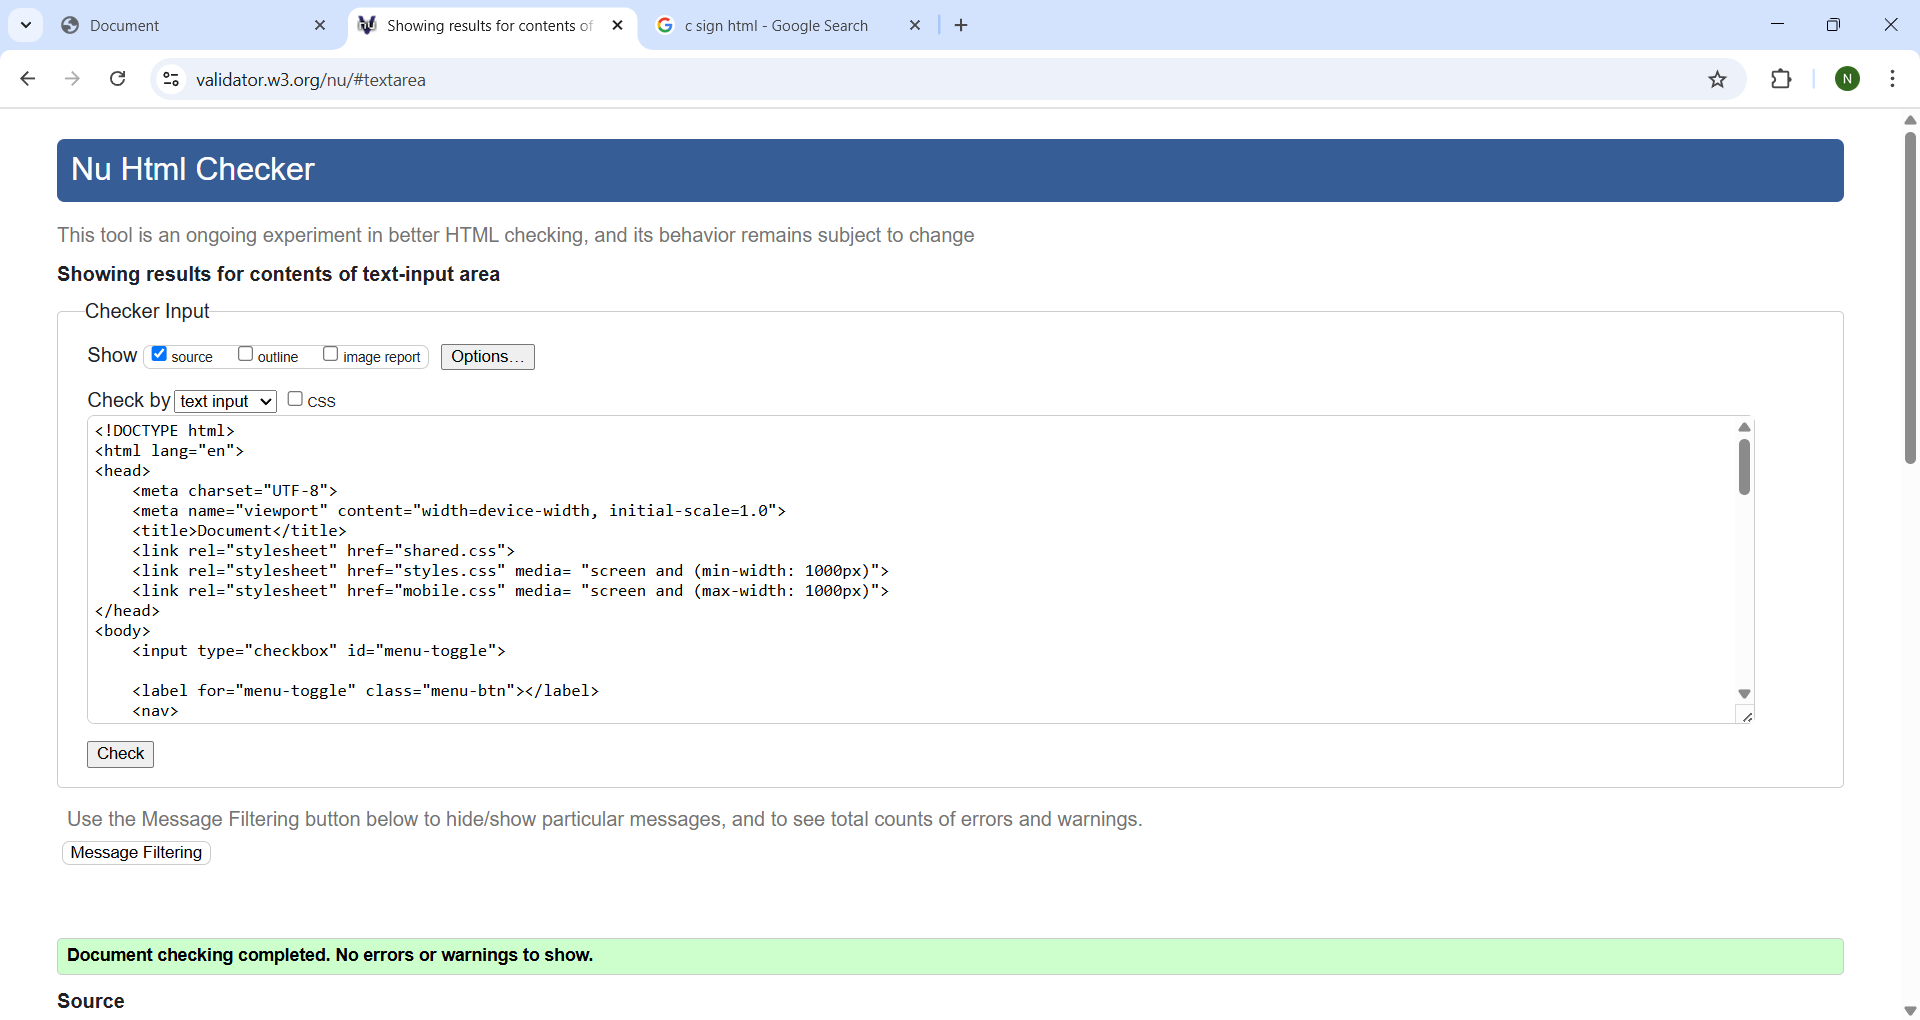 Document
Showing results for contents of
c sign html - Google Search
validator.w3.org/nu/#textarea
N
Nu Html Checker
This tool is an ongoing experiment in better HTML checking, and its behavior remains subject to change
Showing results for contents of text-input area
Checker Input
Show source outline image report Options...
Check by text input CSS
<!DOCTYPE html>
<html lang="en">
<head>
    <meta charset="UTF-8">
    <meta name="viewport" content="width=device-width, initial-scale=1.0">
    <title>Document</title>
    <link rel="stylesheet" href="shared.css">
    <link rel="stylesheet" href="styles.css" media= "screen and (min-width: 1000px)">
    <link rel="stylesheet" href="mobile.css" media= "screen and (max-width: 1000px)">
</head>
<body>
    <input type="checkbox" id="menu-toggle">
    <label for="menu-toggle" class="menu-btn"></label>
    <nav>
Check
Use the Message Filtering button below to hide/show particular messages, and to see total counts of errors and warnings.
Message Filtering
Document checking completed. No errors or warnings to show.
Source